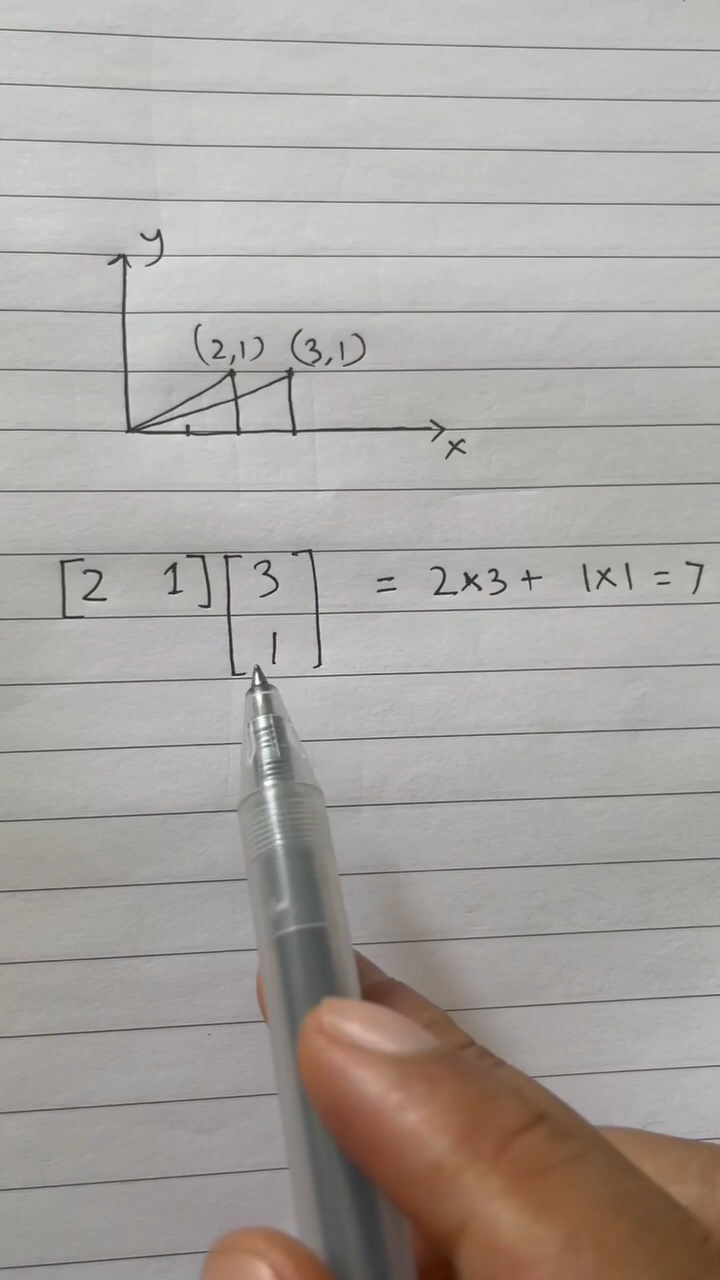 y
(2,1) (3,1)
x
[2 1][3 = 2×3 + 1×1 = 7
1]